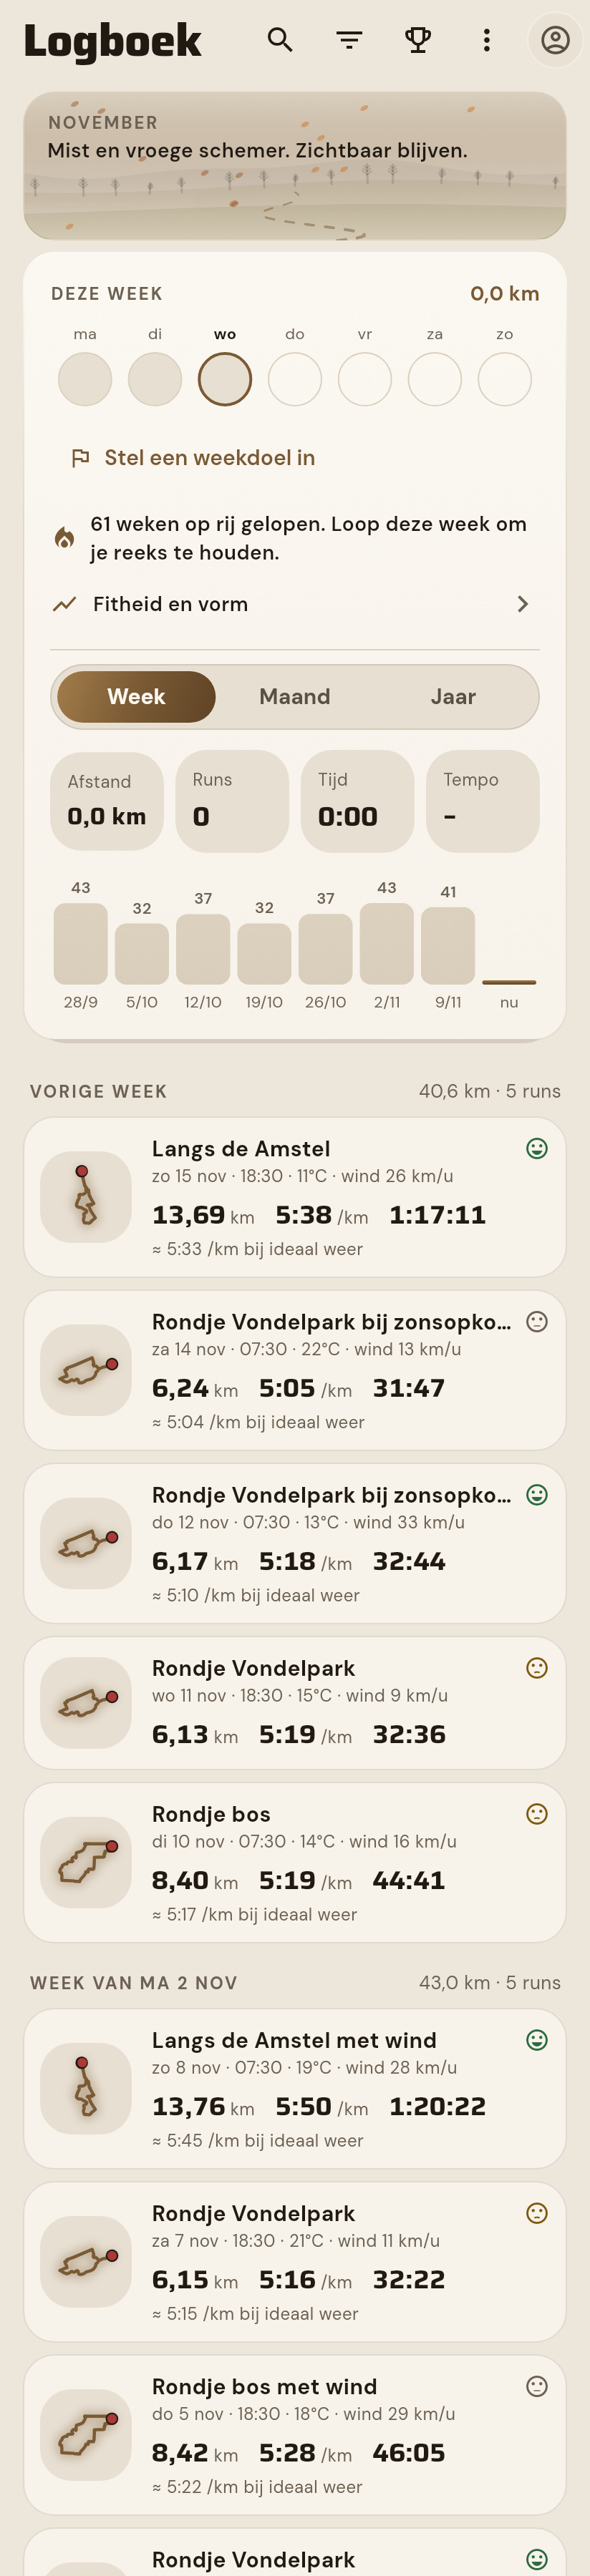 Logboek
NOVEMBER
Mist en vroege schemer. Zichtbaar blijven.
DEZE WEEK 0,0 km
ma di wo do vr za zo
Stel een weekdoel in
61 weken op rij gelopen. Loop deze week om
je reeks te houden.
Fitheid en vorm
Week Maand Jaar
Afstand Runs Tijd Tempo
0,0 km 0 0:00 –
43 32 37 32 37 43 41
28/9 5/10 12/10 19/10 26/10 2/11 9/11 nu
VORIGE WEEK 40,6 km · 5 runs
Langs de Amstel
zo 15 nov · 18:30 · 11°C · wind 26 km/u
13,69 km 5:38 /km 1:17:11
≈ 5:33 /km bij ideaal weer
Rondje Vondelpark bij zonsopko...
za 14 nov · 07:30 · 22°C · wind 13 km/u
6,24 km 5:05 /km 31:47
≈ 5:04 /km bij ideaal weer
Rondje Vondelpark bij zonsopko...
do 12 nov · 07:30 · 13°C · wind 33 km/u
6,17 km 5:18 /km 32:44
≈ 5:10 /km bij ideaal weer
Rondje Vondelpark
wo 11 nov · 18:30 · 15°C · wind 9 km/u
6,13 km 5:19 /km 32:36
Rondje bos
di 10 nov · 07:30 · 14°C · wind 16 km/u
8,40 km 5:19 /km 44:41
≈ 5:17 /km bij ideaal weer
WEEK VAN MA 2 NOV 43,0 km · 5 runs
Langs de Amstel met wind
zo 8 nov · 07:30 · 19°C · wind 28 km/u
13,76 km 5:50 /km 1:20:22
≈ 5:45 /km bij ideaal weer
Rondje Vondelpark
za 7 nov · 18:30 · 21°C · wind 11 km/u
6,15 km 5:16 /km 32:22
≈ 5:15 /km bij ideaal weer
Rondje bos met wind
do 5 nov · 18:30 · 18°C · wind 29 km/u
8,42 km 5:28 /km 46:05
≈ 5:22 /km bij ideaal weer
Rondje Vondelpark